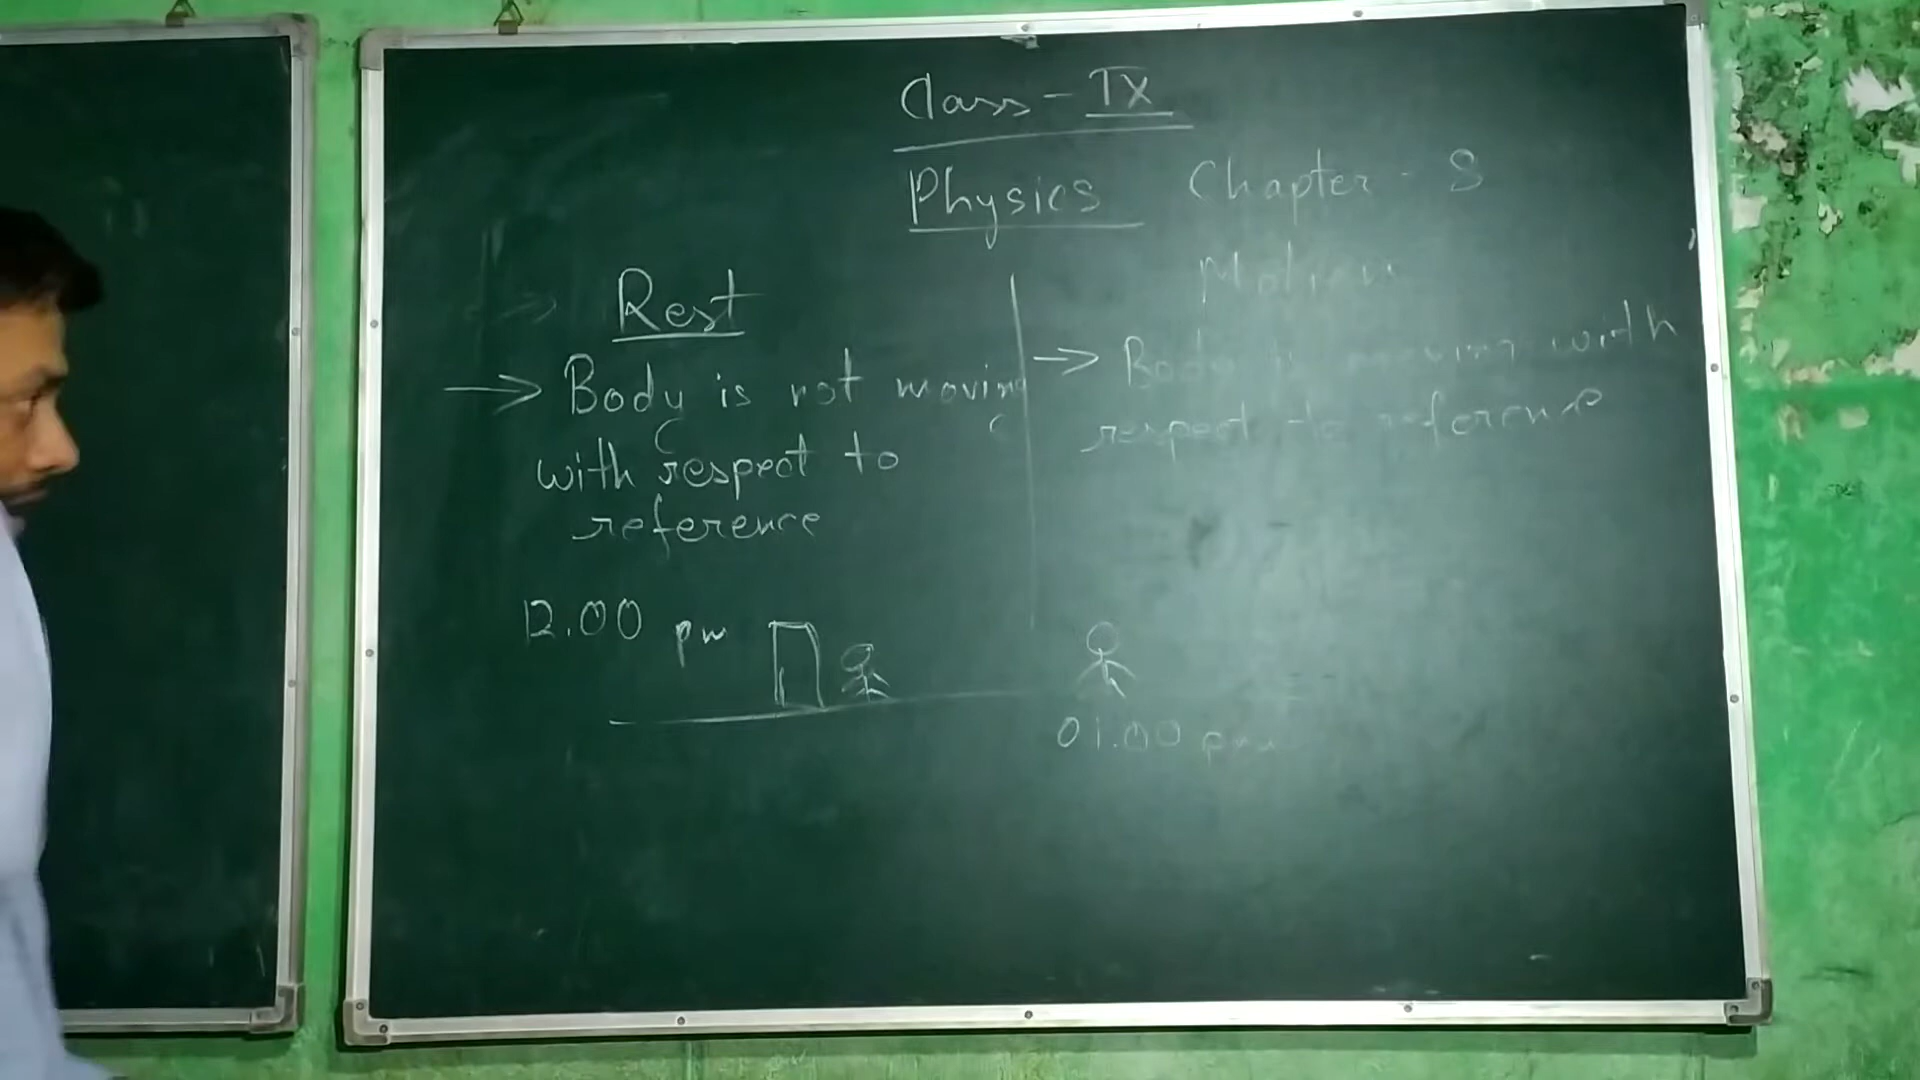 Class - IX
Physics Chapter - 8
Rest
→ Body is not moving
with respect to
reference
Motion
→ Body is moving with
respect to reference
12.00 pm
01.00 pm